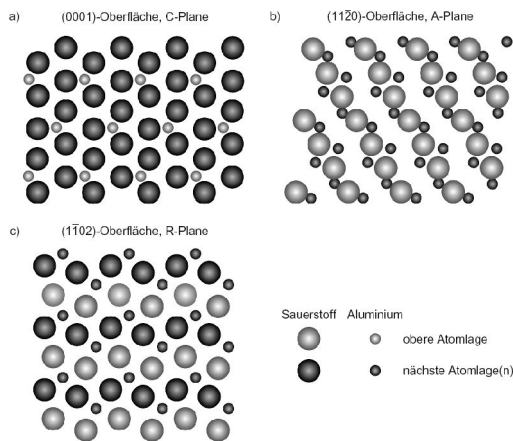 a) (0001)-Oberfläche, C-Plane
b) (112̅0)-Oberfläche, A-Plane
c) (11̅02)-Oberfläche, R-Plane
Sauerstoff Aluminium
obere Atomlage
nächste Atomlage(n)